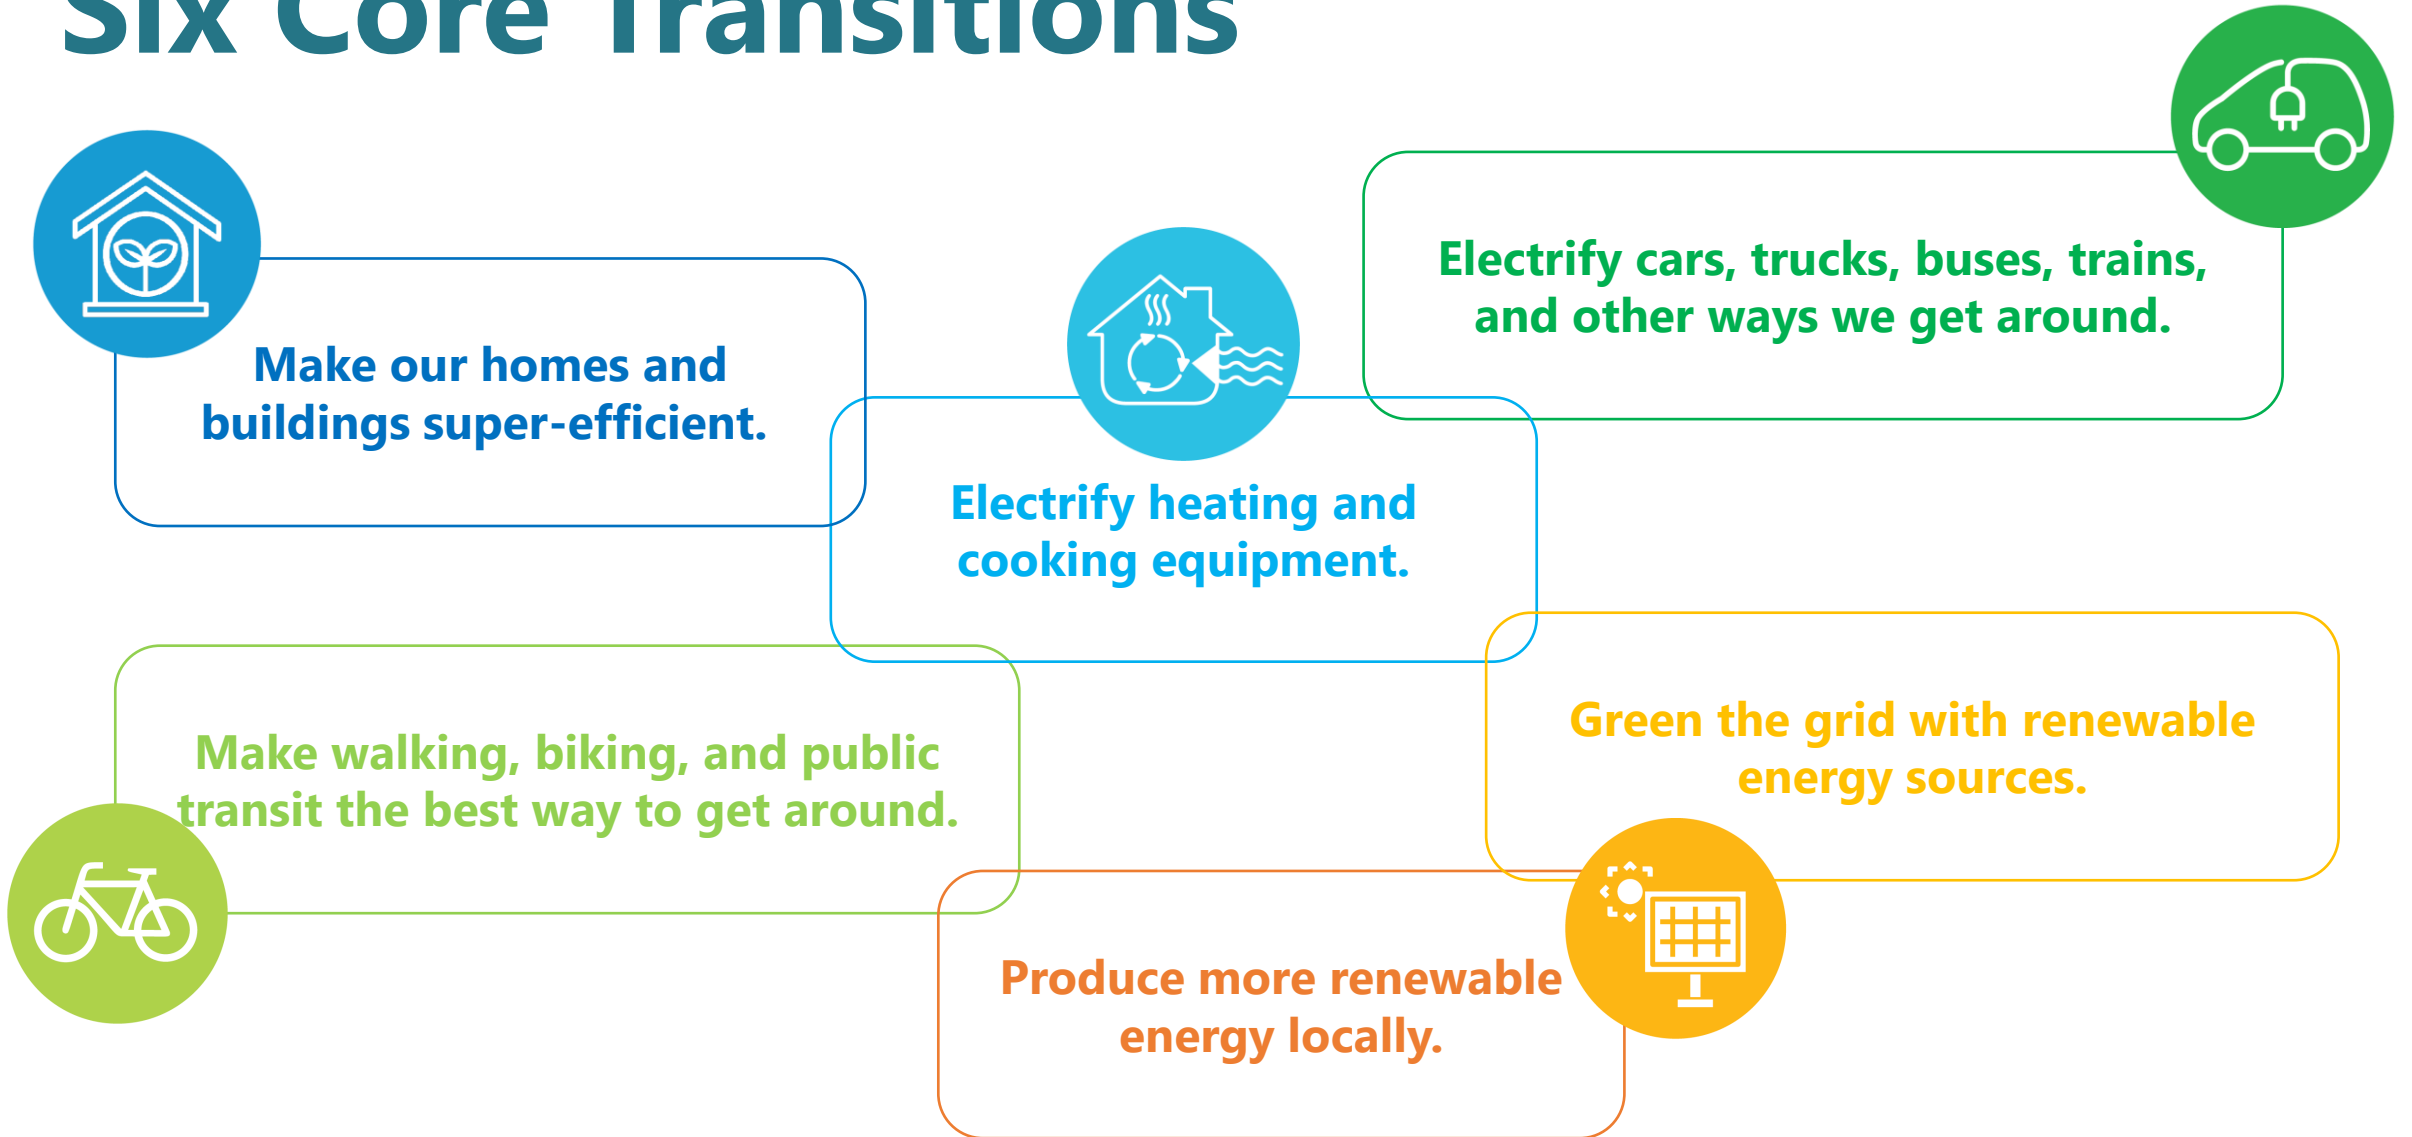 Six Core Transitions
Make our homes and
buildings super-efficient.
Electrify heating and
cooking equipment.
Electrify cars, trucks, buses, trains,
and other ways we get around.
Make walking, biking, and public
transit the best way to get around.
Green the grid with renewable
energy sources.
Produce more renewable
energy locally.